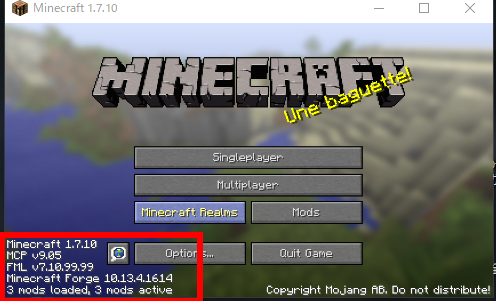 Minecraft 1.7.10
MINECRAFT
Une baguette!
Singleplayer
Multiplayer
Minecraft Realms
Mods
Options...
Quit Game
Minecraft 1.7.10
MCP v9.05
FML v7.10.99.99
Minecraft Forge 10.13.4.1614
3 mods loaded, 3 mods active
Copyright Mojang AB. Do not distribute!